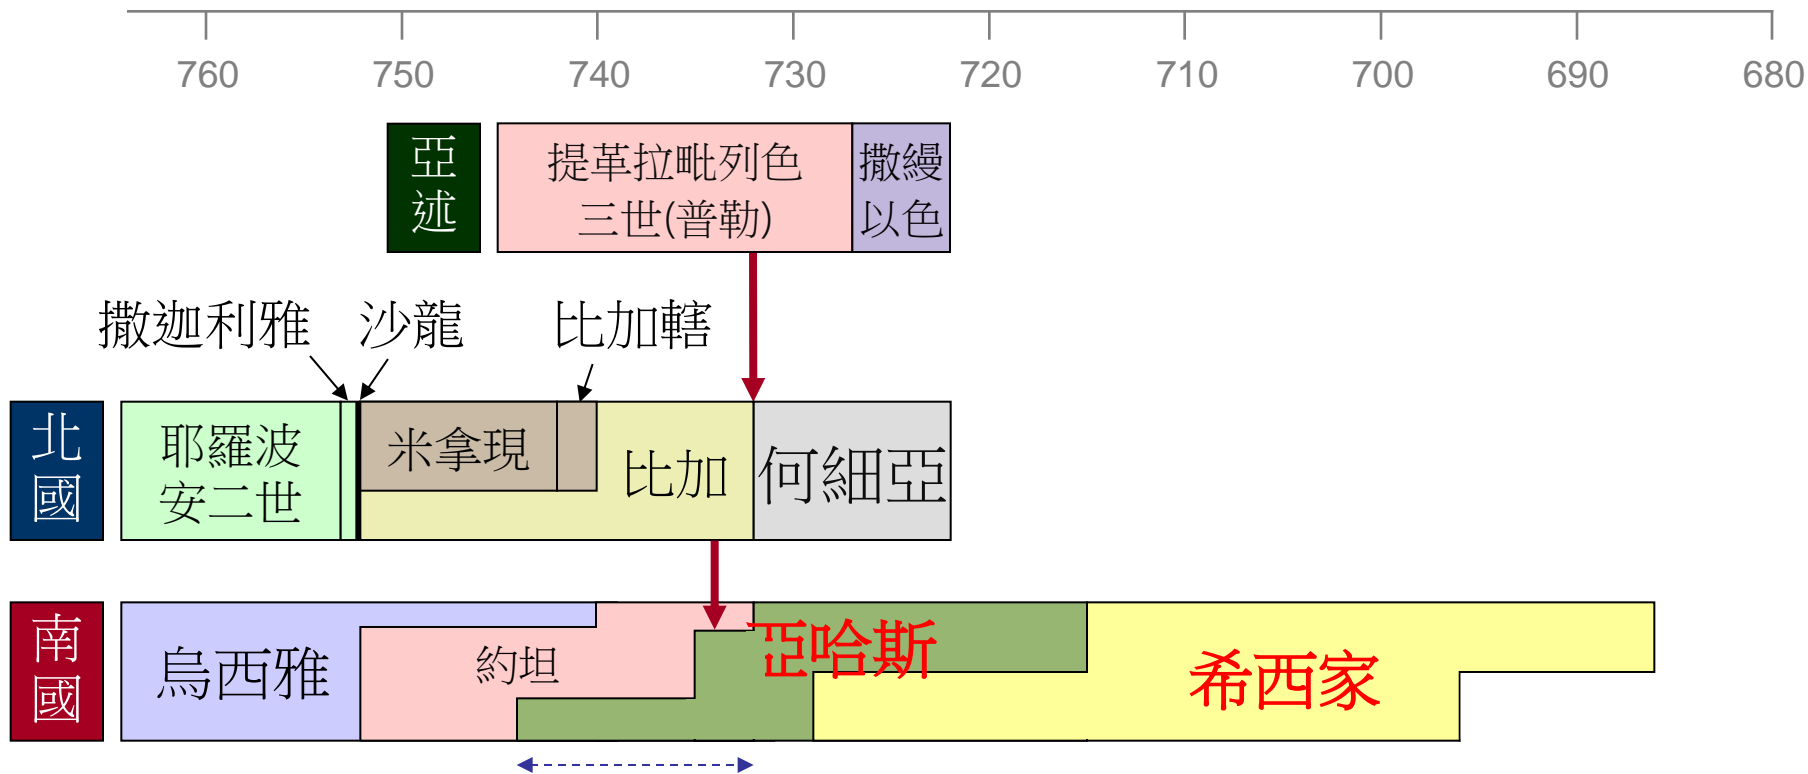 760 750 740 730 720 710 700 690 680
亞述
提革拉毗列色
三世(普勒)
撒縵
以色
撒迦利雅
沙龍
比加轄
北國
耶羅波
安二世
米拿現
比加
何細亞
南國
烏西雅
約坦
亞哈斯
希西家